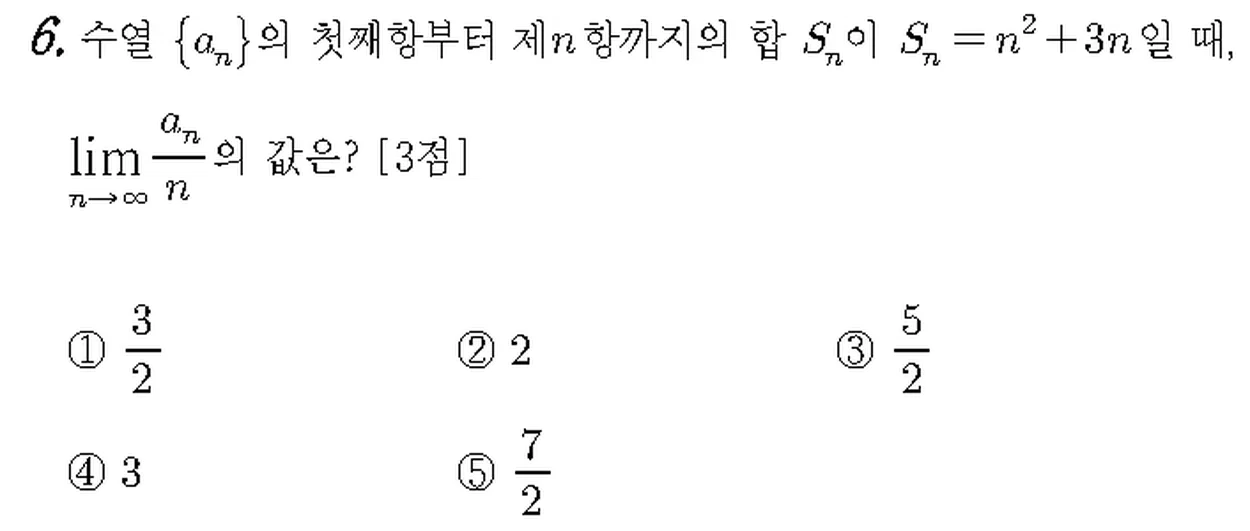 6. 수열 {aₙ}의 첫째항부터 제n항까지의 합 Sₙ이 Sₙ = n² + 3n일 때,
lim_{n→∞} aₙ/n 의 값은? [3점]
① 3/2 ② 2 ③ 5/2
④ 3 ⑤ 7/2